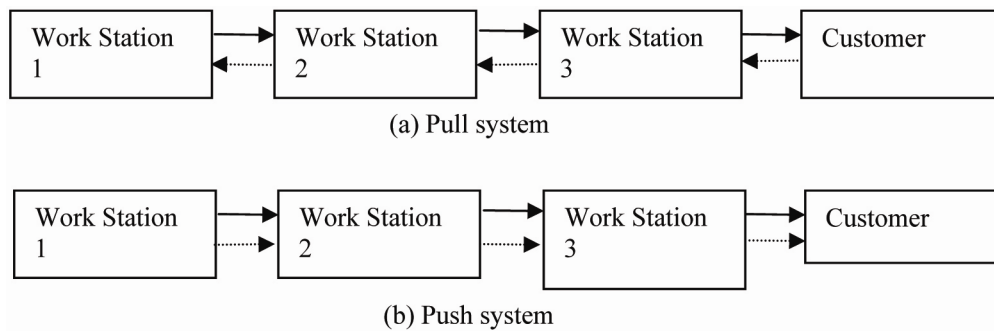 Work Station
1
Work Station
2
Work Station
3
Customer
(a) Pull system
Work Station
1
Work Station
2
Work Station
3
Customer
(b) Push system